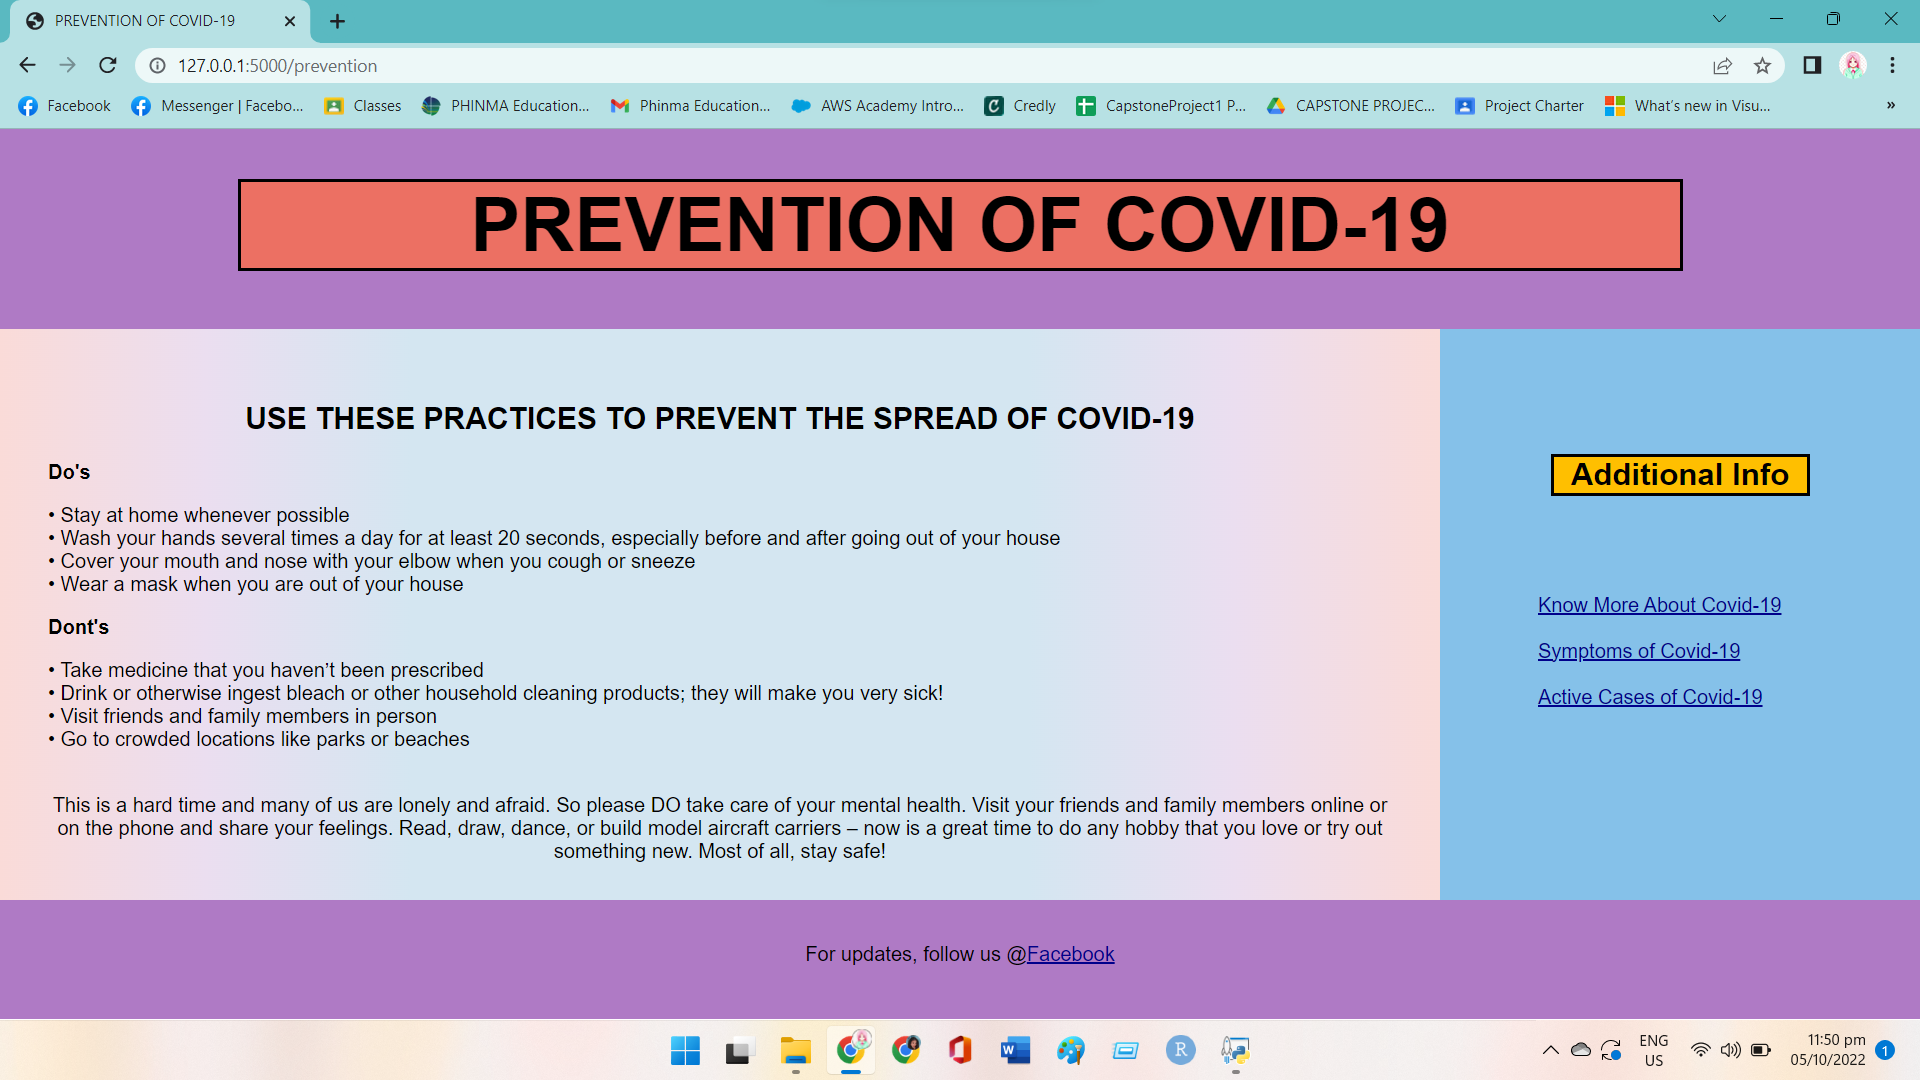 PREVENTION OF COVID-19
127.0.0.1:5000/prevention
Facebook
Messenger | Facebo...
Classes
PHINMA Education...
Phinma Education...
AWS Academy Intro...
Credly
CapstoneProject1 P...
CAPSTONE PROJEC...
Project Charter
What's new in Visu...
»
PREVENTION OF COVID-19
USE THESE PRACTICES TO PREVENT THE SPREAD OF COVID-19
Do's
• Stay at home whenever possible
• Wash your hands several times a day for at least 20 seconds, especially before and after going out of your house
• Cover your mouth and nose with your elbow when you cough or sneeze
• Wear a mask when you are out of your house
Dont's
• Take medicine that you haven’t been prescribed
• Drink or otherwise ingest bleach or other household cleaning products; they will make you very sick!
• Visit friends and family members in person
• Go to crowded locations like parks or beaches
This is a hard time and many of us are lonely and afraid. So please DO take care of your mental health. Visit your friends and family members online or
on the phone and share your feelings. Read, draw, dance, or build model aircraft carriers – now is a great time to do any hobby that you love or try out
something new. Most of all, stay safe!
Additional Info
Know More About Covid-19
Symptoms of Covid-19
Active Cases of Covid-19
For updates, follow us @Facebook
W
R
ENG
US
11:50 pm
05/10/2022
1